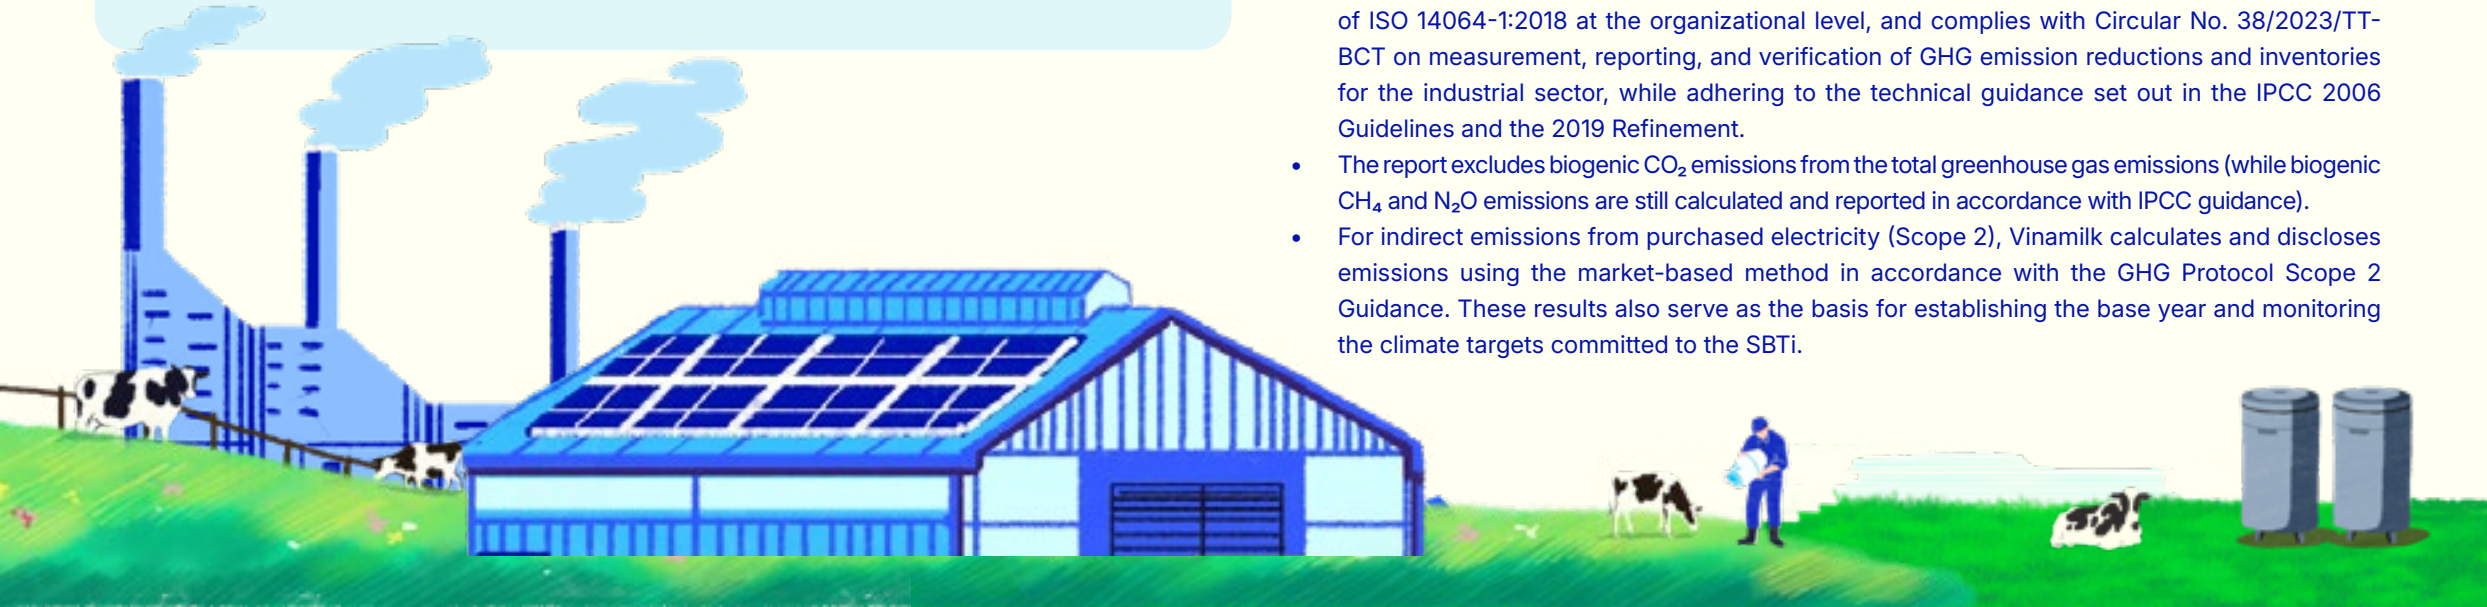 of ISO 14064-1:2018 at the organizational level, and complies with Circular No. 38/2023/TT-
BCT on measurement, reporting, and verification of GHG emission reductions and inventories
for the industrial sector, while adhering to the technical guidance set out in the IPCC 2006
Guidelines and the 2019 Refinement.
• The report excludes biogenic CO₂ emissions from the total greenhouse gas emissions (while biogenic
CH₄ and N₂O emissions are still calculated and reported in accordance with IPCC guidance).
• For indirect emissions from purchased electricity (Scope 2), Vinamilk calculates and discloses
emissions using the market-based method in accordance with the GHG Protocol Scope 2
Guidance. These results also serve as the basis for establishing the base year and monitoring
the climate targets committed to the SBTi.